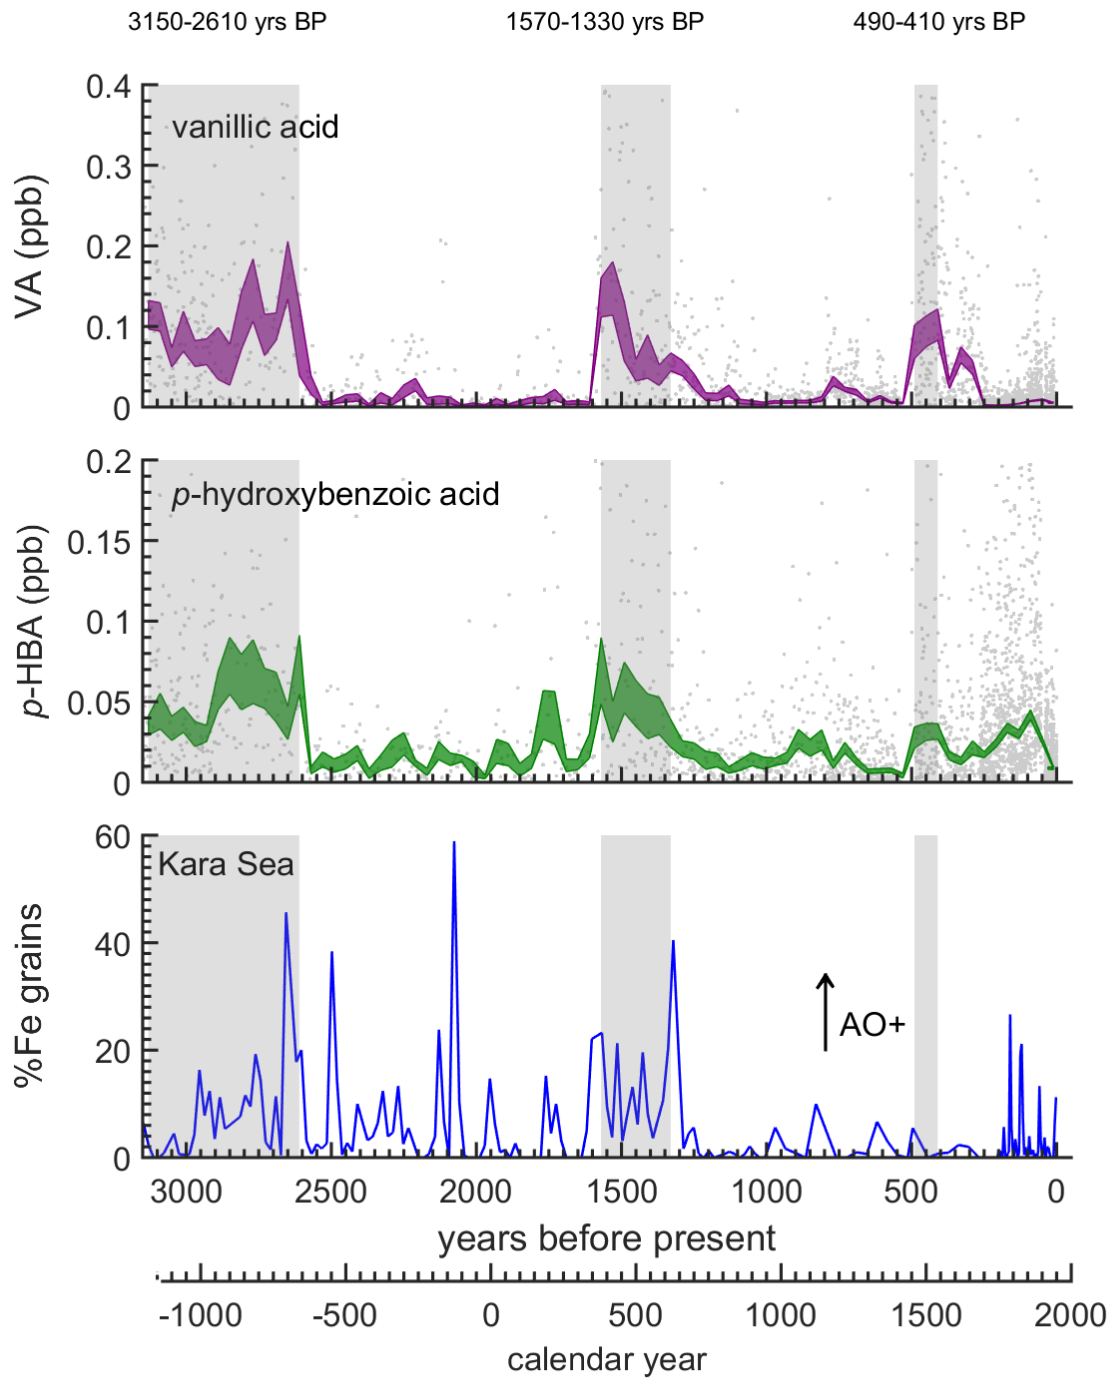 3150-2610 yrs BP 1570-1330 yrs BP 490-410 yrs BP
0.4
vanillic acid
0.3
VA (ppb)
0.2
0.1
0
0.2
p-hydroxybenzoic acid
0.15
p-HBA (ppb)
0.1
0.05
0
60
Kara Sea
40
%Fe grains
AO+
20
0
3000 2500 2000 1500 1000 500 0
years before present
-1000 -500 0 500 1000 1500 2000
calendar year